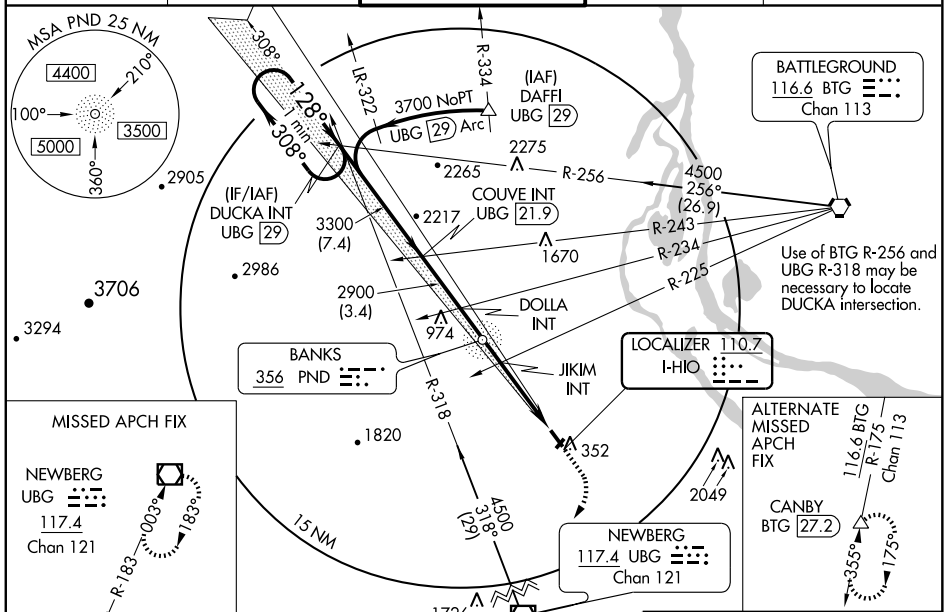 MSA PND 25 NM
4400
210°
100°
3500
5000
360°
2905
308°
LR-322
R-334
3700 NoPT
UBG 29 Arc
(IAF)
DAFFI
UBG 29
BATTLEGROUND
116.6 BTG
Chan 113
128°
1 min
308°
2275
2265
R-256
4500
256°
(26.9)
(IF/IAF)
DUCKA INT
UBG 29
3300
(7.4)
2217
COUVE INT
UBG 21.9
1670
R-243
R-234
R-225
Use of BTG R-256 and
UBG R-318 may be
necessary to locate
DUCKA intersection.
2986
3706
3294
2900
(3.4)
974
DOLLA
INT
BANKS
356 PND
JIKIM
INT
LOCALIZER 110.7
I-HIO
R-318
1820
352
2049
4500
318°
(29)
15 NM
MISSED APCH FIX
NEWBERG
UBG
117.4
Chan 121
003°
183°
R-183
NEWBERG
117.4 UBG
Chan 121
ALTERNATE
MISSED
APCH
FIX
116.6 BTG
R-175
Chan 113
CANBY
BTG 27.2
355°
175°